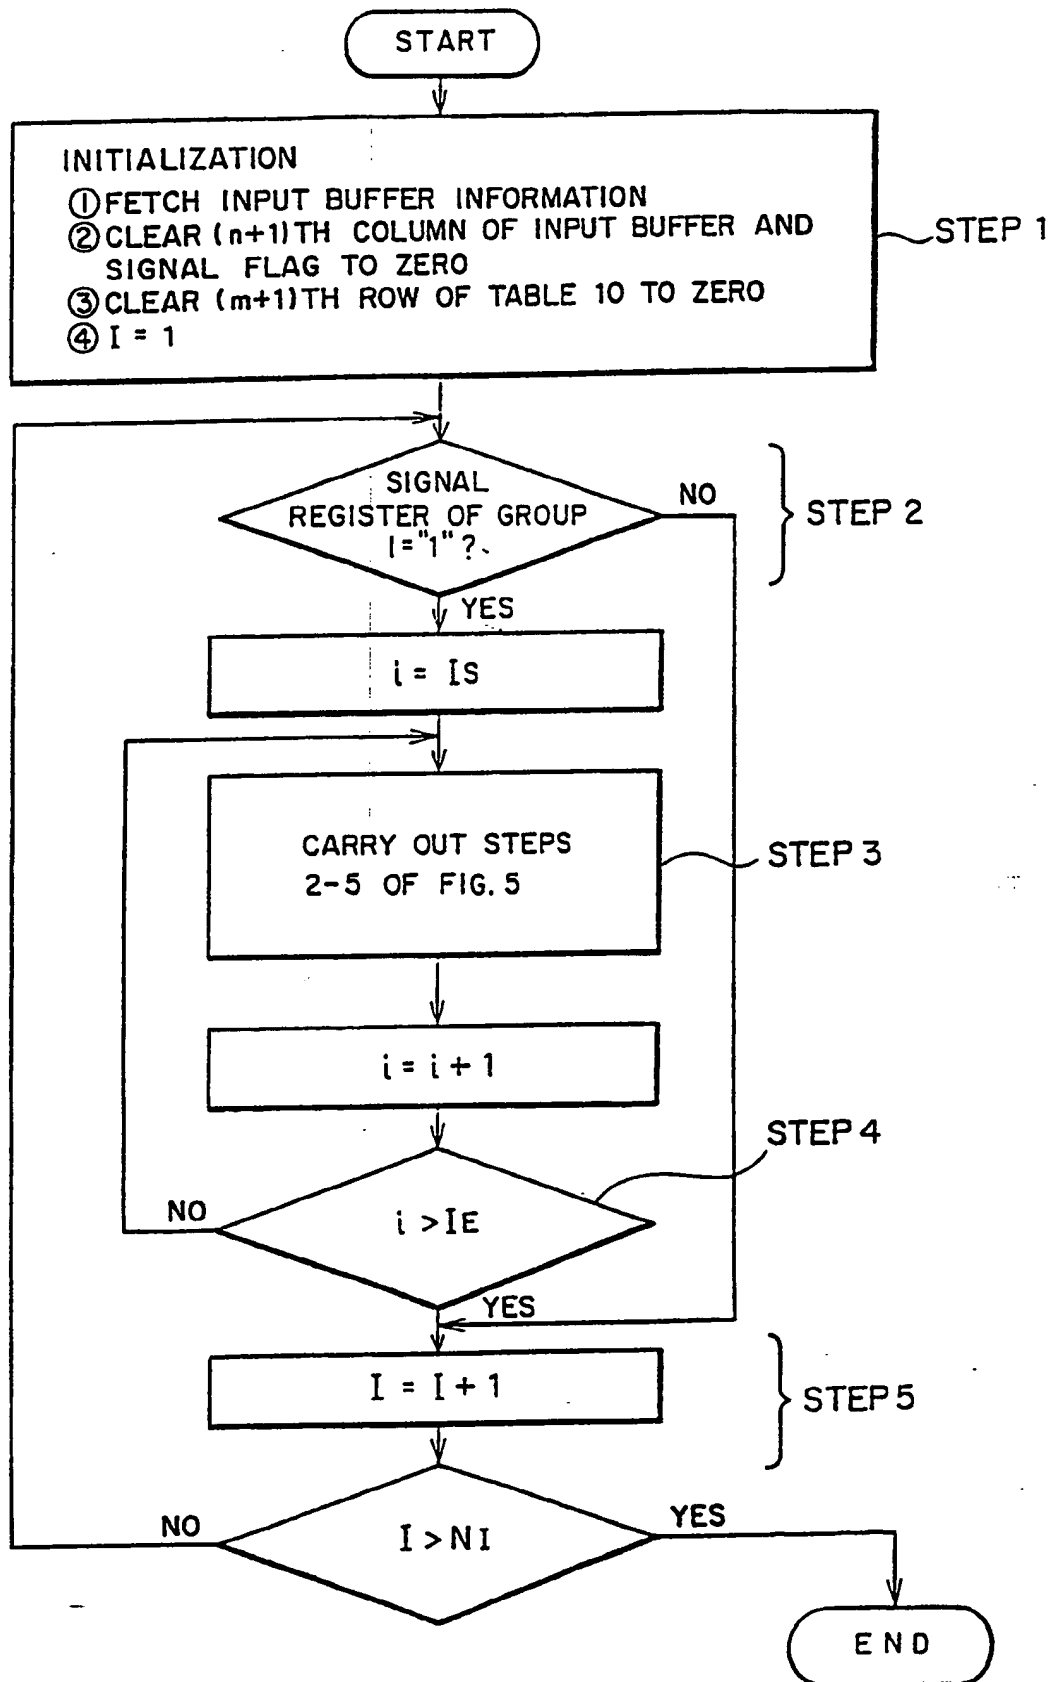 START
INITIALIZATION
①FETCH INPUT BUFFER INFORMATION
②CLEAR (n+1)TH COLUMN OF INPUT BUFFER AND
SIGNAL FLAG TO ZERO
③CLEAR (m+1)TH ROW OF TABLE 10 TO ZERO
④ I = 1
STEP 1
SIGNAL
REGISTER OF GROUP
I="1" ?
NO
STEP 2
YES
i = IS
CARRY OUT STEPS
2-5 OF FIG. 5
STEP 3
i = i + 1
STEP 4
NO
i > IE
YES
I = I + 1
STEP 5
NO
I > NI
YES
END